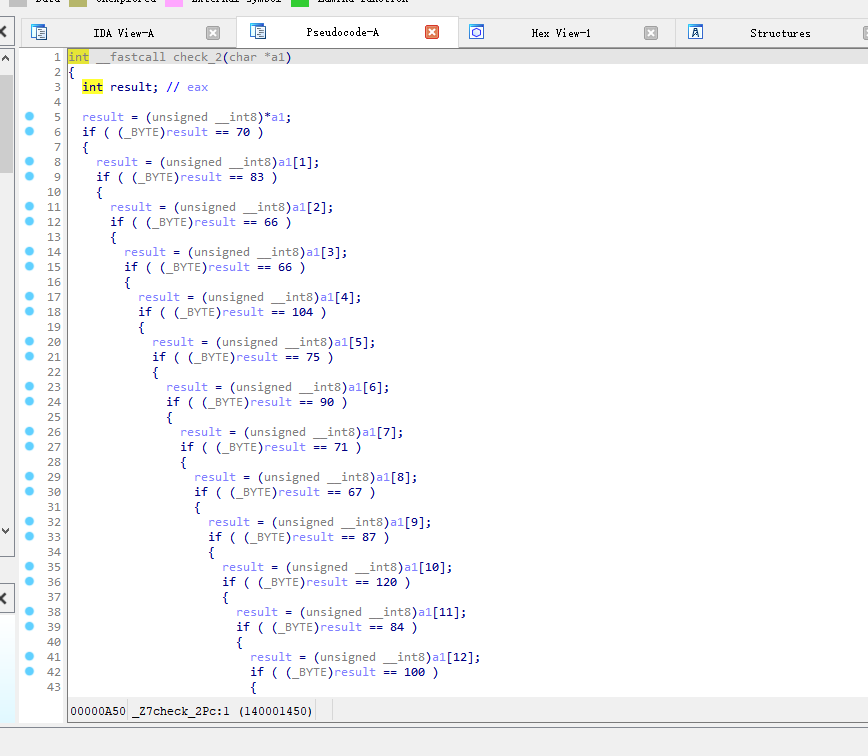 IDA View-A Pseudocode-A Hex View-1 Structures
1 int __fastcall check_2(char *a1)
2 {
3 int result; // eax
4
5 result = (unsigned __int8)*a1;
6 if ( (_BYTE)result == 70 )
7 {
8 result = (unsigned __int8)a1[1];
9 if ( (_BYTE)result == 83 )
10 {
11 result = (unsigned __int8)a1[2];
12 if ( (_BYTE)result == 66 )
13 {
14 result = (unsigned __int8)a1[3];
15 if ( (_BYTE)result == 66 )
16 {
17 result = (unsigned __int8)a1[4];
18 if ( (_BYTE)result == 104 )
19 {
20 result = (unsigned __int8)a1[5];
21 if ( (_BYTE)result == 75 )
22 {
23 result = (unsigned __int8)a1[6];
24 if ( (_BYTE)result == 90 )
25 {
26 result = (unsigned __int8)a1[7];
27 if ( (_BYTE)result == 71 )
28 {
29 result = (unsigned __int8)a1[8];
30 if ( (_BYTE)result == 67 )
31 {
32 result = (unsigned __int8)a1[9];
33 if ( (_BYTE)result == 87 )
34 {
35 result = (unsigned __int8)a1[10];
36 if ( (_BYTE)result == 120 )
37 {
38 result = (unsigned __int8)a1[11];
39 if ( (_BYTE)result == 84 )
40 {
41 result = (unsigned __int8)a1[12];
42 if ( (_BYTE)result == 100 )
43 {
00000A50 _Z7check_2Pc:1 (140001450)